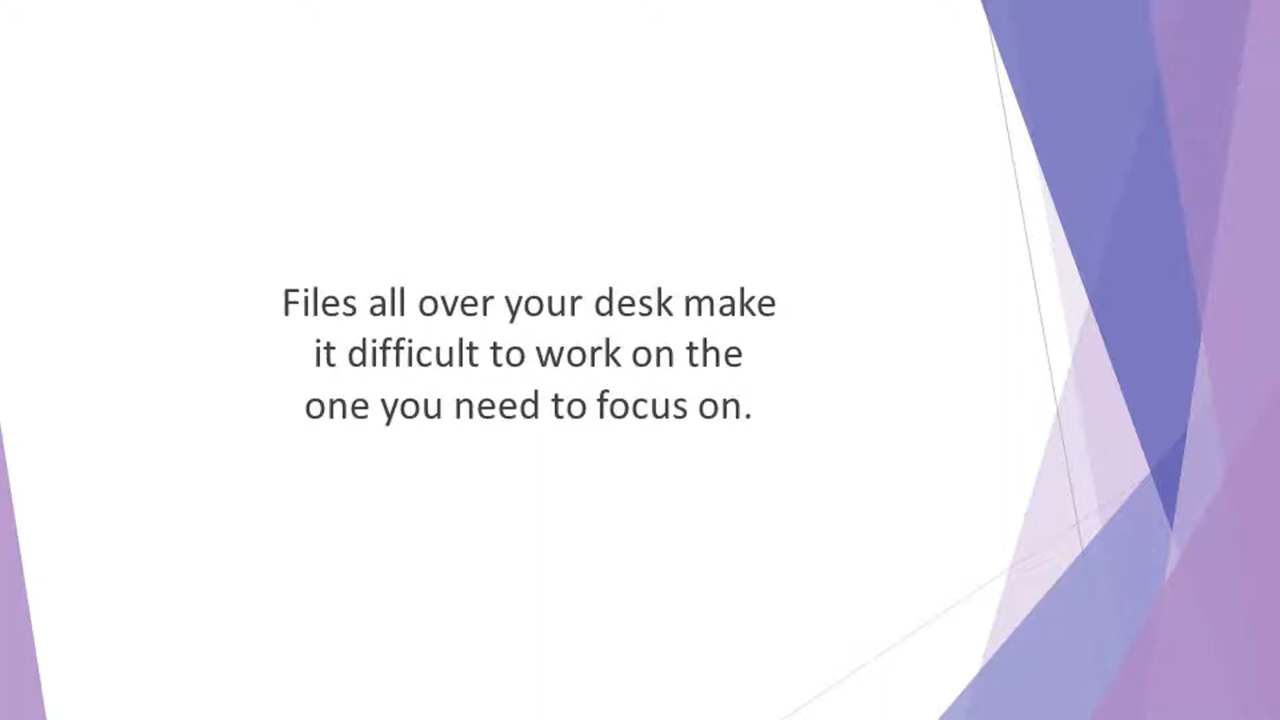 Files all over your desk make
it difficult to work on the
one you need to focus on.